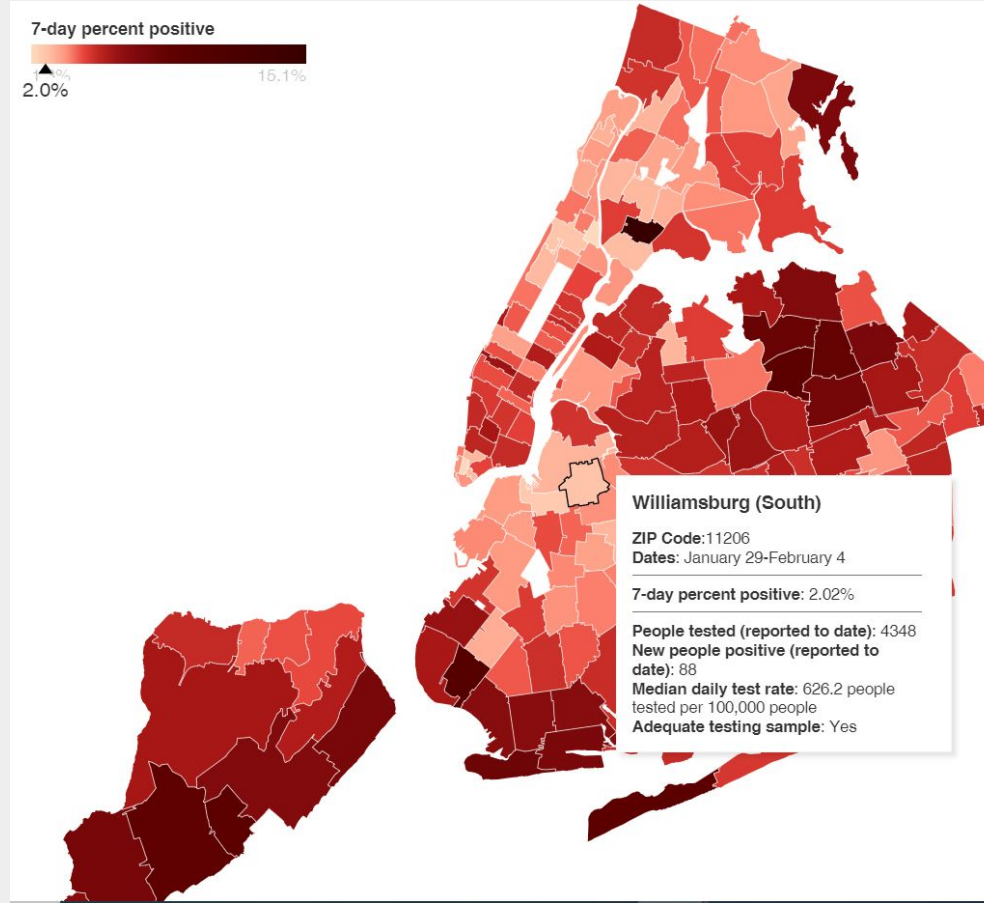 7-day percent positive
15.1%
2.0%
Williamsburg (South)
ZIP Code:11206
Dates: January 29-February 4
7-day percent positive: 2.02%
People tested (reported to date): 4348
New people positive (reported to
date): 88
Median daily test rate: 626.2 people
tested per 100,000 people
Adequate testing sample: Yes